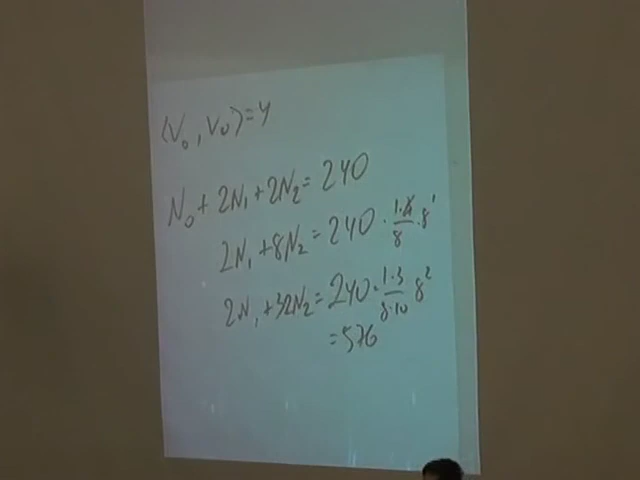 (V₀, V₀) = 4
N₀ + 2N₁ + 2N₂ = 240
2N₁ + 8N₂ = 240 · 1/8 · 8¹
2N₁ + 32N₂ = 240 · 1·3/8·10 8²
= 576